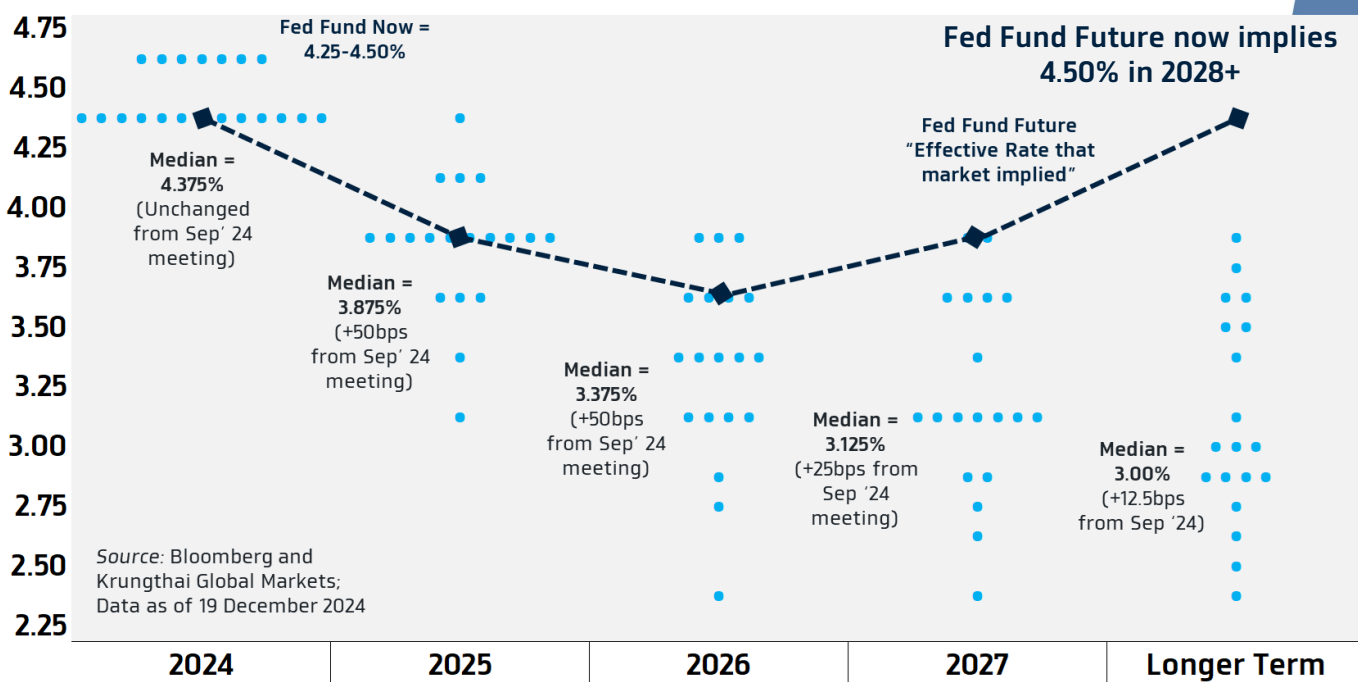 4.75
4.50
4.25
4.00
3.75
3.50
3.25
3.00
2.75
2.50
2.25
Fed Fund Now =
4.25-4.50%
Fed Fund Future now implies
4.50% in 2028+
Fed Fund Future
“Effective Rate that
market implied”
Median =
4.375%
(Unchanged
from Sep’ 24
meeting)
Median =
3.875%
(+50bps
from Sep’ 24
meeting)
Median =
3.375%
(+50bps
from Sep’ 24
meeting)
Median =
3.125%
(+25bps from
Sep ‘24
meeting)
Median =
3.00%
(+12.5bps
from Sep ‘24)
Source: Bloomberg and
Krungthai Global Markets;
Data as of 19 December 2024
2024
2025
2026
2027
Longer Term